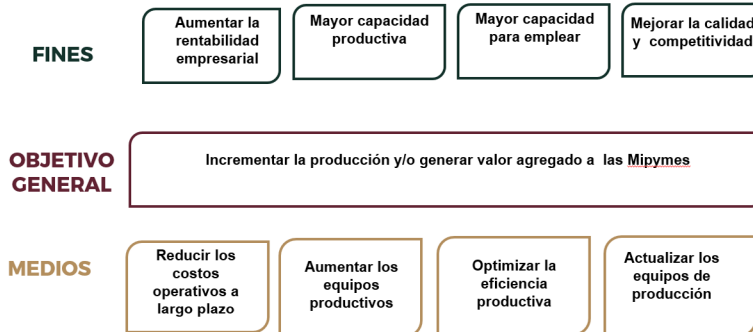 FINES
Aumentar la
rentabilidad
empresarial
Mayor capacidad
productiva
Mayor capacidad
para emplear
Mejorar la calidad
y competitividad
OBJETIVO
GENERAL
Incrementar la producción y/o generar valor agregado a las Mipymes
MEDIOS
Reducir los
costos
operativos a
largo plazo
Aumentar los
equipos
productivos
Optimizar la
eficiencia
productiva
Actualizar los
equipos de
producción